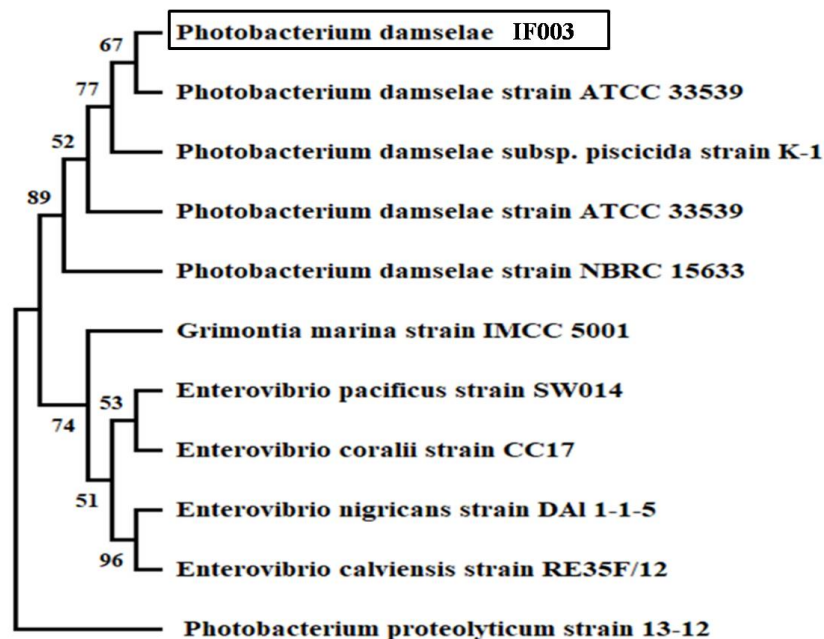 Photobacterium damselae IF003
67
Photobacterium damselae strain ATCC 33539
77
Photobacterium damselae subsp. piscicida strain K-1
52
Photobacterium damselae strain ATCC 33539
89
Photobacterium damselae strain NBRC 15633
Grimontia marina strain IMCC 5001
Enterovibrio pacificus strain SW014
53
74
Enterovibrio coralii strain CC17
51
Enterovibrio nigricans strain DAl 1-1-5
96
Enterovibrio calviensis strain RE35F/12
Photobacterium proteolyticum strain 13-12